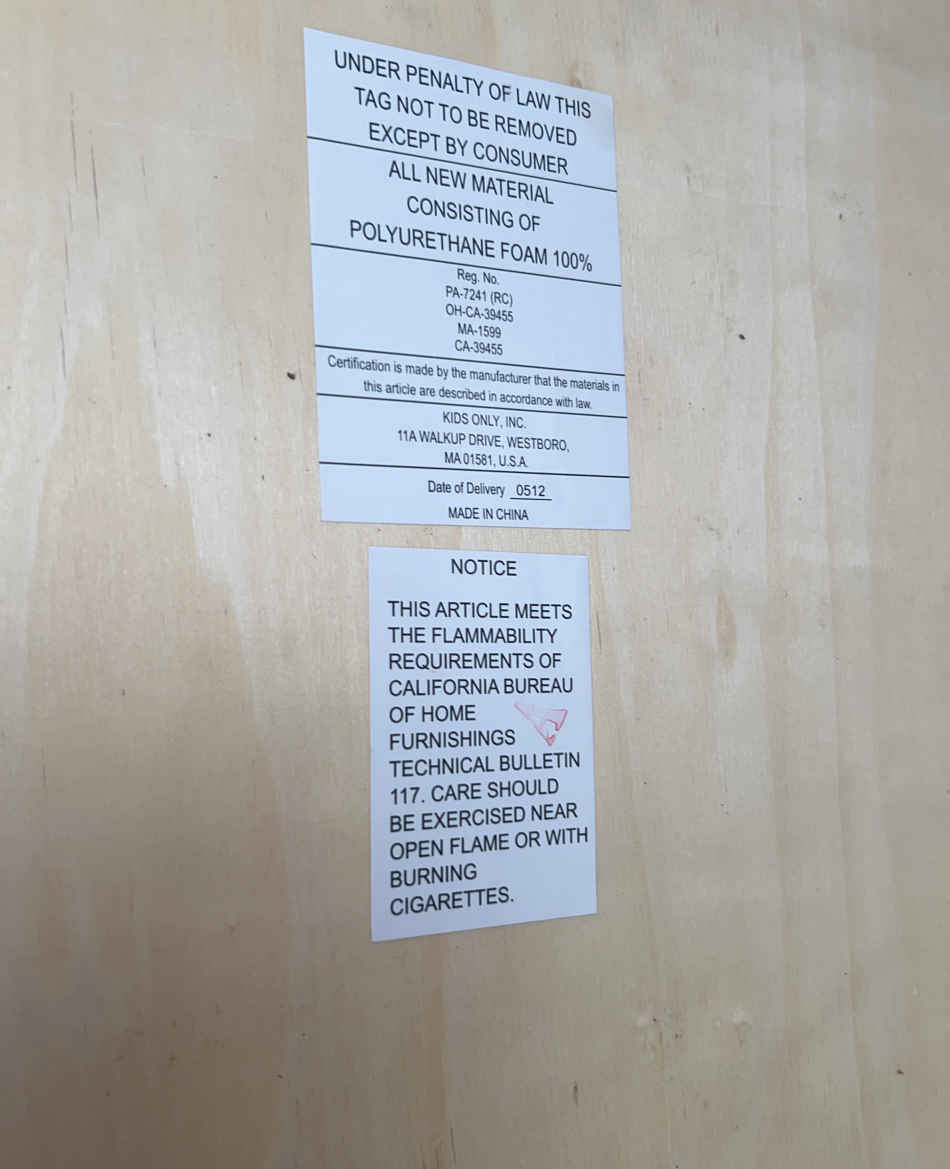 UNDER PENALTY OF LAW THIS
TAG NOT TO BE REMOVED
EXCEPT BY CONSUMER
ALL NEW MATERIAL
CONSISTING OF
POLYURETHANE FOAM 100%
Reg. No.
PA-7241 (RC)
OH-CA-39455
MA-1599
CA-39455
Certification is made by the manufacturer that the materials in
this article are described in accordance with law.
KIDS ONLY, INC.
11A WALKUP DRIVE, WESTBORO,
MA 01581, U.S.A.
Date of Delivery 0512
MADE IN CHINA
NOTICE
THIS ARTICLE MEETS
THE FLAMMABILITY
REQUIREMENTS OF
CALIFORNIA BUREAU
OF HOME
FURNISHINGS
TECHNICAL BULLETIN
117. CARE SHOULD
BE EXERCISED NEAR
OPEN FLAME OR WITH
BURNING
CIGARETTES.